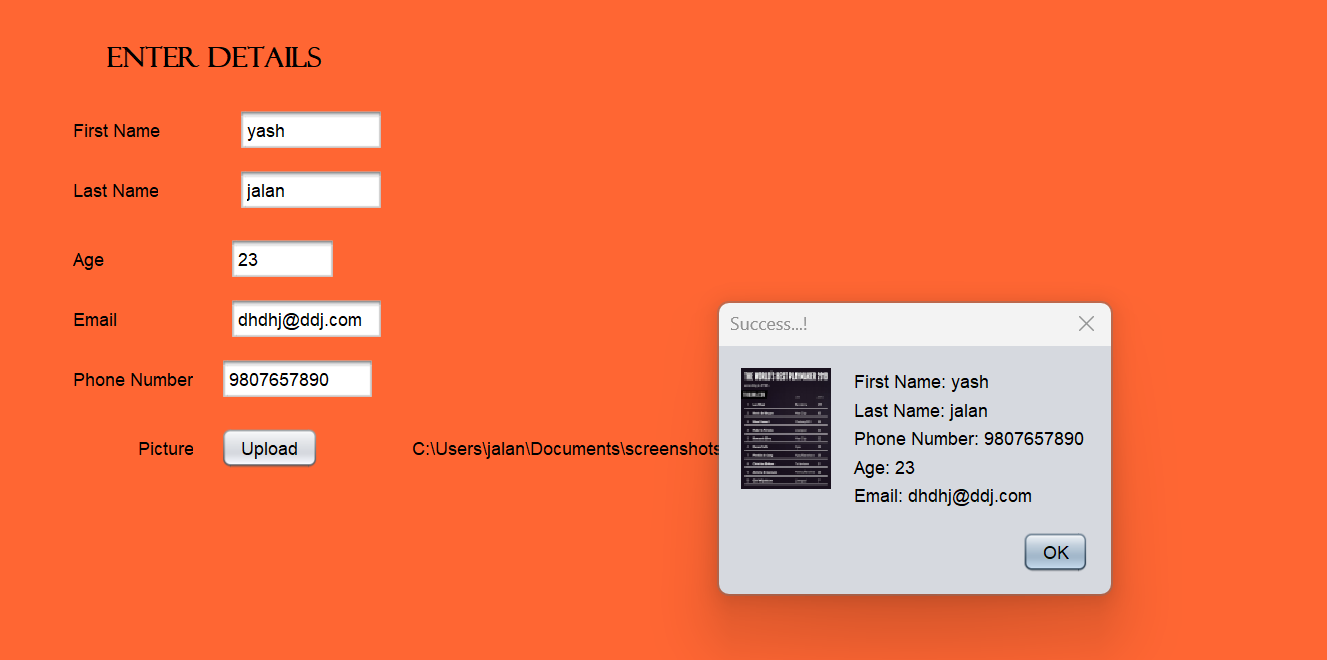 ENTER DETAILS
First Name yash
Last Name jalan
Age 23
Email dhdhj@ddj.com
Phone Number 9807657890
Picture Upload C:\Users\jalan\Documents\screenshots
Success...!
THE WORLD'S BEST PLAYMAKER
First Name: yash
Last Name: jalan
Phone Number: 9807657890
Age: 23
Email: dhdhj@ddj.com
OK